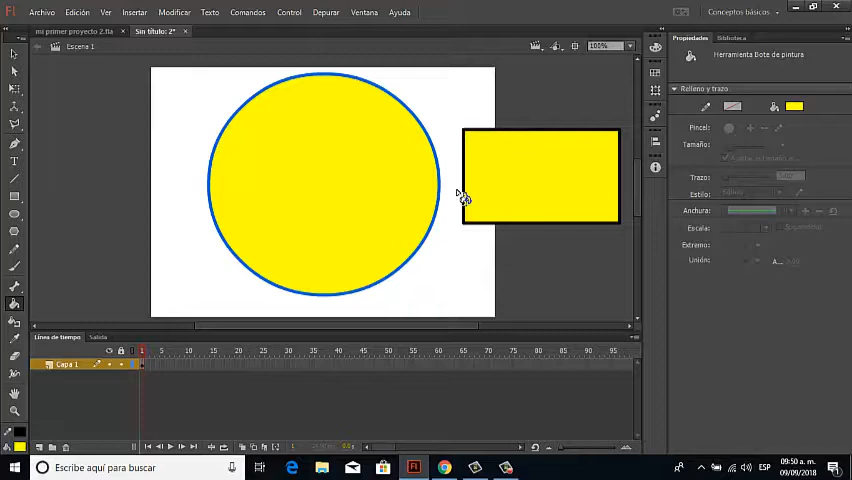 Fl Archivo Editar Ver Insertar Modificar Texto Comandos Control Depurar Ventana Ayuda Conceptos básicos
mi primer proyecto 2.fla × Sin título: 2* ×
Escena 1 100%
Propiedades Biblioteca
Herramienta Bote de pintura
Relleno y trazo
Pincel:
Tamaño:
Trazo:
Estilo:
Anchura:
Escala:
Extremo:
Unión:
Línea de tiempo Salida
1 5 10 15 20 25 30 35 40 45 50 55 60 65 70 75 80 85 90 95
Capa 1
1
Escribe aquí para buscar
ESP
09:50 a. m.
09/09/2018